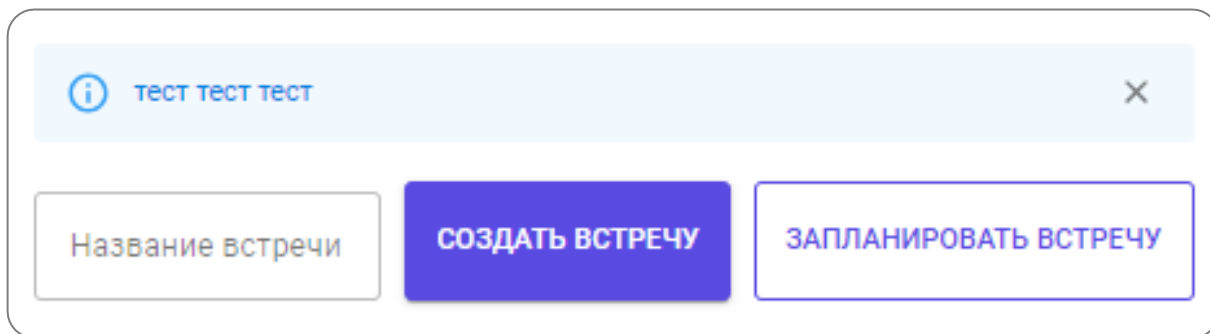 тест тест тест
Название встречи
СОЗДАТЬ ВСТРЕЧУ
ЗАПЛАНИРОВАТЬ ВСТРЕЧУ